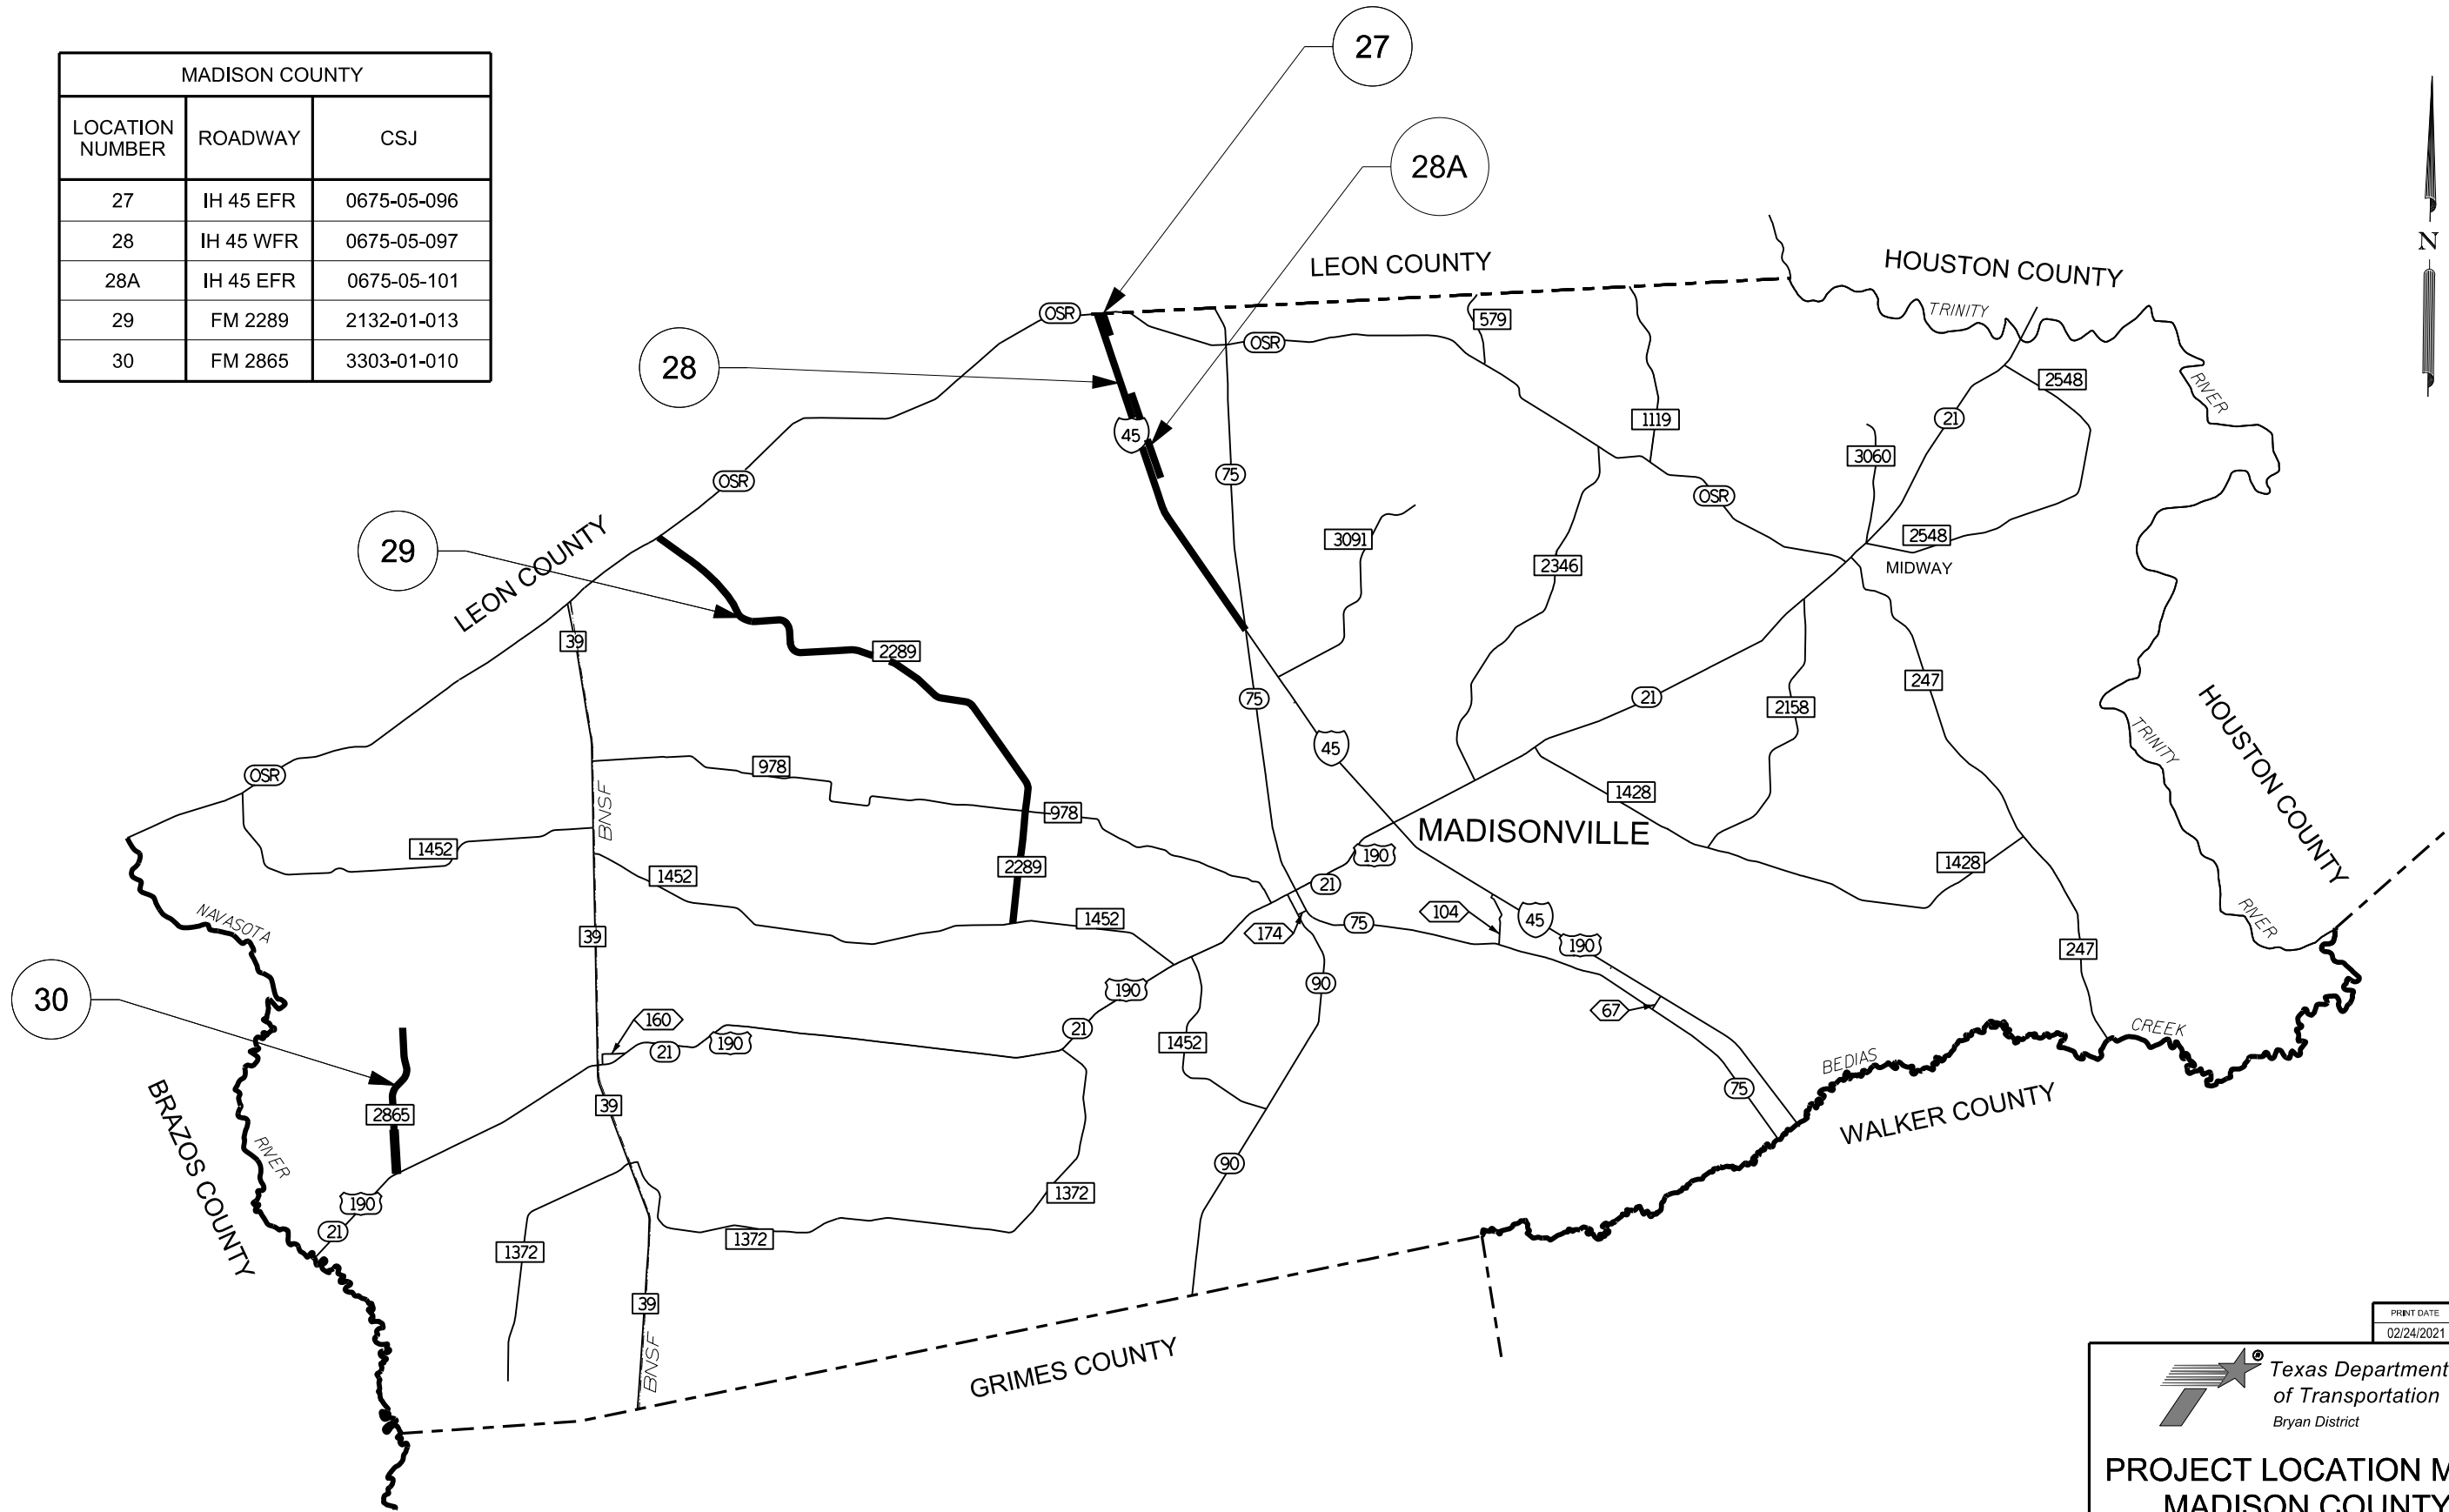 MADISON COUNTY
LOCATION NUMBER ROADWAY CSJ
27 IH 45 EFR 0675-05-096
28 IH 45 WFR 0675-05-097
28A IH 45 EFR 0675-05-101
29 FM 2289 2132-01-013
30 FM 2865 3303-01-010
27
28A
N
LEON COUNTY
HOUSTON COUNTY
OSR
TRINITY
579
OSR
28
2548
RIVER
1119
21
45
3060
75
OSR
OSR
LEON COUNTY
29
3091
2548
2346
MIDWAY
39
2289
247
75
21
2158
HOUSTON COUNTY
TRINITY
45
978
OSR
BNSF
1428
978
MADISONVILLE
1452
190
2289
1428
1452
21
NAVASOTA
1452
104
45
RIVER
75
174
39
190
247
30
190
90
160
67
21
21
190
1452
CREEK
BEDIAS
75
39
2865
BRAZOS COUNTY
WALKER COUNTY
RIVER
90
1372
190
21
1372
1372
39
BNSF
GRIMES COUNTY
PRINT DATE
02/24/2021
Texas Department
of Transportation
Bryan District
PROJECT LOCATION M
MADISON COUNTY